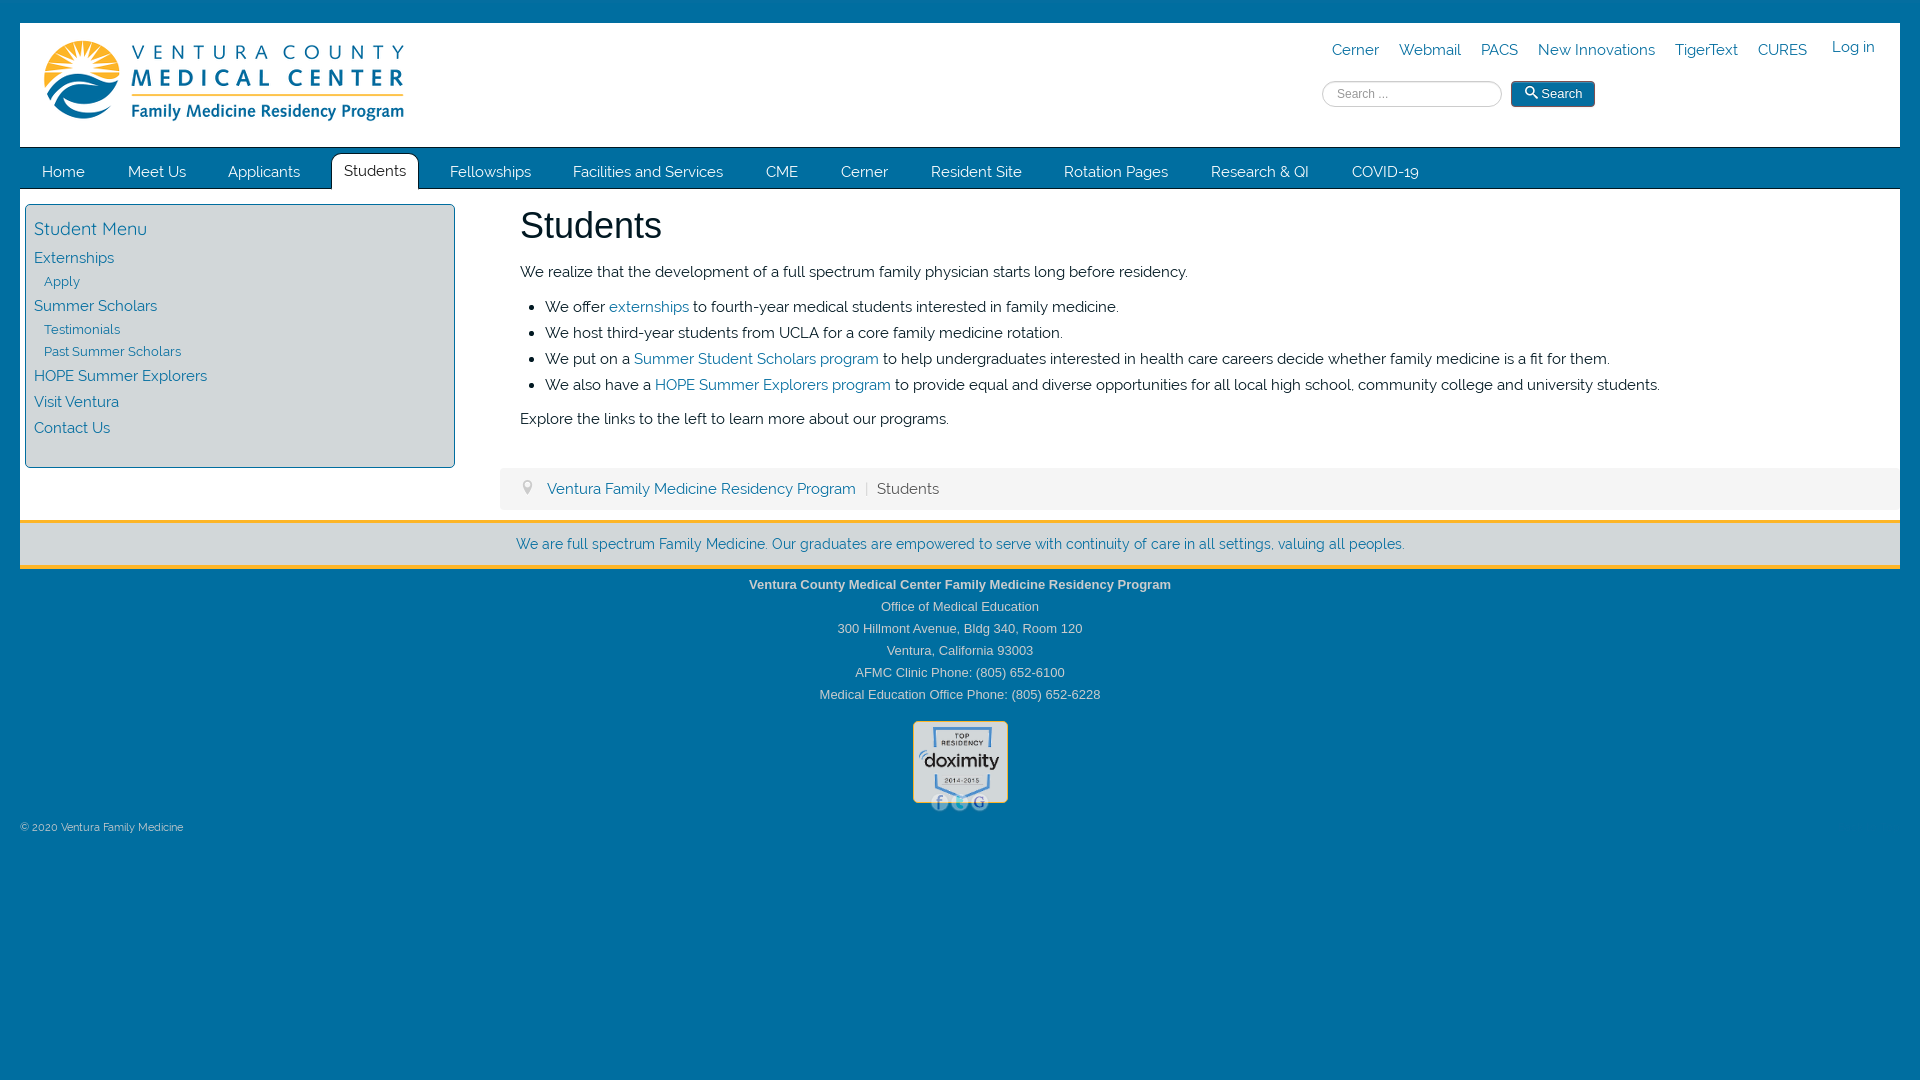 VENTURA COUNTY
MEDICAL CENTER
Family Medicine Residency Program
Cerner Webmail PACS New Innovations TigerText CURES Log in
Search ... Search
Home Meet Us Applicants Students Fellowships Facilities and Services CME Cerner Resident Site Rotation Pages Research & QI COVID-19
Student Menu
Externships
Apply
Summer Scholars
Testimonials
Past Summer Scholars
HOPE Summer Explorers
Visit Ventura
Contact Us
Students
We realize that the development of a full spectrum family physician starts long before residency.
• We offer externships to fourth-year medical students interested in family medicine.
• We host third-year students from UCLA for a core family medicine rotation.
• We put on a Summer Student Scholars program to help undergraduates interested in health care careers decide whether family medicine is a fit for them.
• We also have a HOPE Summer Explorers program to provide equal and diverse opportunities for all local high school, community college and university students.
Explore the links to the left to learn more about our programs.
Ventura Family Medicine Residency Program | Students
We are full spectrum Family Medicine. Our graduates are empowered to serve with continuity of care in all settings, valuing all peoples.
Ventura County Medical Center Family Medicine Residency Program
Office of Medical Education
300 Hillmont Avenue, Bldg 340, Room 120
Ventura, California 93003
AFMC Clinic Phone: (805) 652-6100
Medical Education Office Phone: (805) 652-6228
TOP
RESIDENCY
doximity
2014-2015
f G
© 2020 Ventura Family Medicine